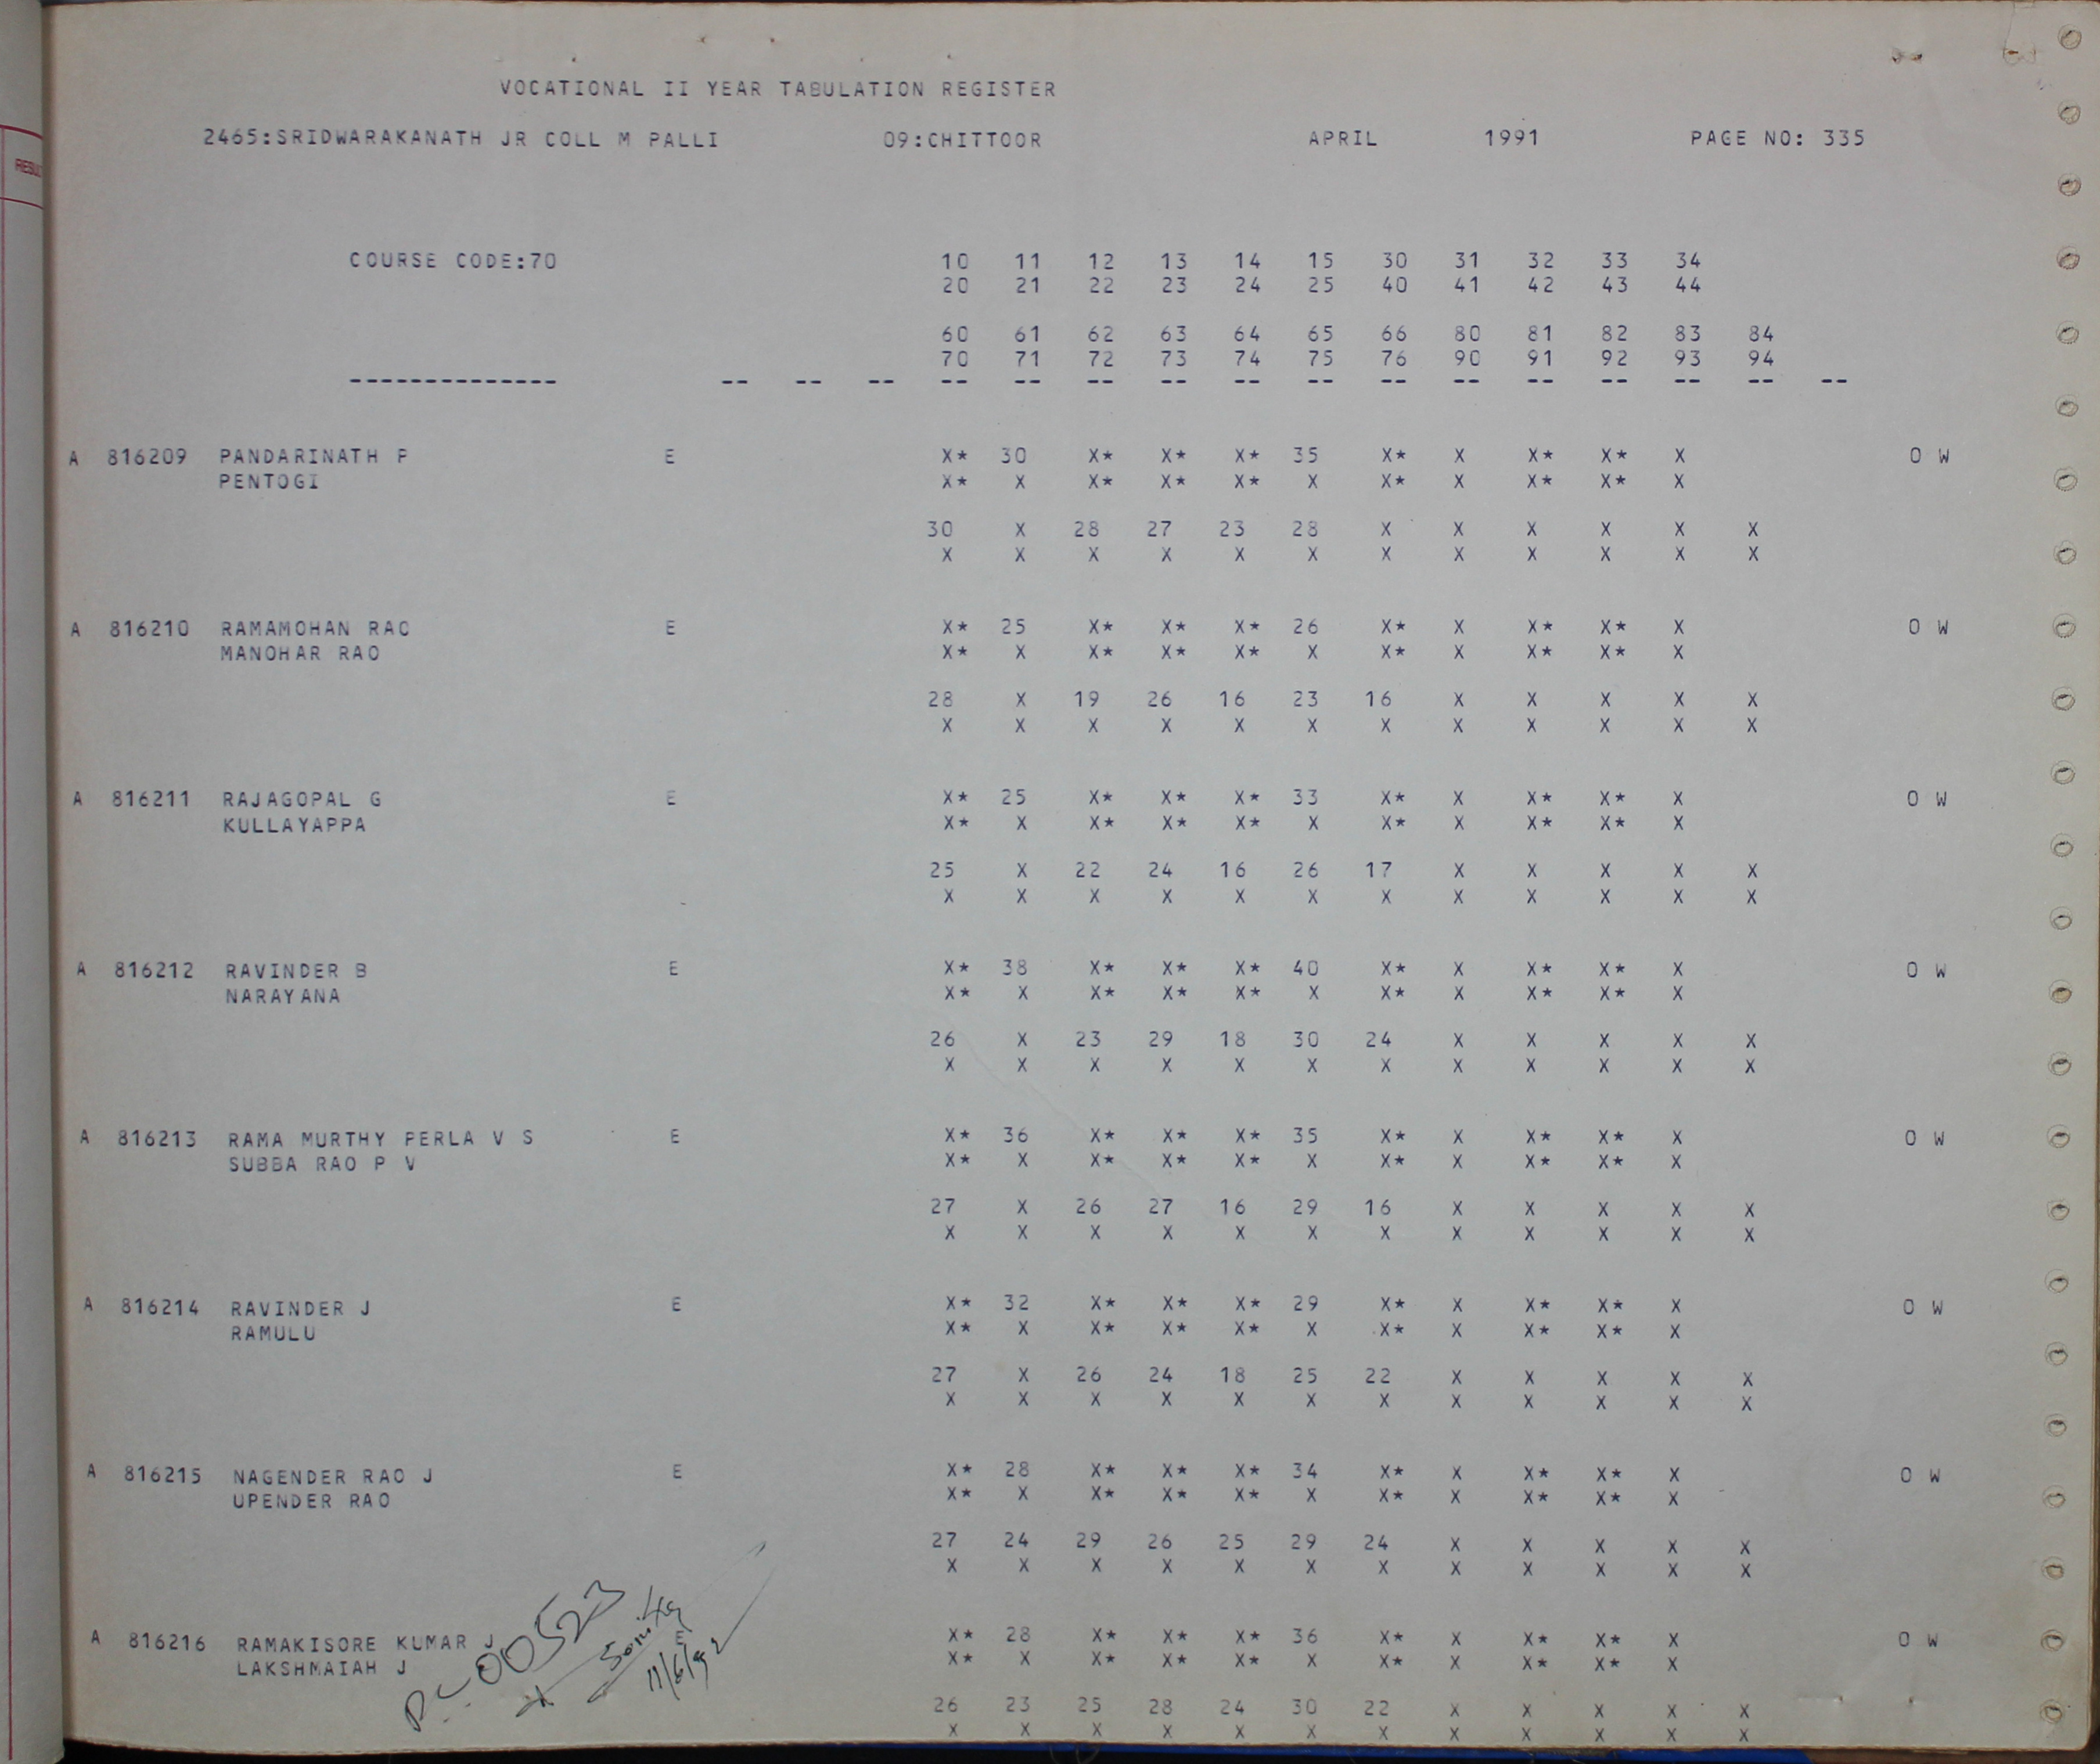 VOCATIONAL II YEAR TABULATION REGISTER
2465:SRIDWARAKANATH JR COLL M PALLI 09:CHITTOOR APRIL 1991 PAGE NO: 335
COURSE CODE:70 10 11 12 13 14 15 30 31 32 33 34
20 21 22 23 24 25 40 41 42 43 44
60 61 62 63 64 65 66 80 81 82 83 84
70 71 72 73 74 75 76 90 91 92 93 94
-------------- -- -- -- -- -- -- -- -- -- -- -- -- -- -- -- --
A 816209 PANDARINATH P E X* 30 X* X* X* 35 X* X X* X* X O W
PENTOGI X* X X* X* X* X X* X X* X* X
30 X 28 27 23 28 X X X X X X
X X X X X X X X X X X X
A 816210 RAMAMOHAN RAO E X* 25 X* X* X* 26 X* X X* X* X O W
MANOHAR RAO X* X X* X* X* X X* X X* X* X
28 X 19 26 16 23 16 X X X X X
X X X X X X X X X X X X
A 816211 RAJAGOPAL G E X* 25 X* X* X* 33 X* X X* X* X O W
KULLAYAPPA X* X X* X* X* X X* X X* X* X
25 X 22 24 16 26 17 X X X X X
X X X X X X X X X X X X
A 816212 RAVINDER B E X* 38 X* X* X* 40 X* X X* X* X O W
NARAYANA X* X X* X* X* X X* X X* X* X
26 X 23 29 18 30 24 X X X X X
X X X X X X X X X X X X
A 816213 RAMA MURTHY PERLA V S E X* 36 X* X* X* 35 X* X X* X* X O W
SUBBA RAO P V X* X X* X* X* X X* X X* X* X
27 X 26 27 16 29 16 X X X X X
X X X X X X X X X X X X
A 816214 RAVINDER J E X* 32 X* X* X* 29 X* X X* X* X O W
RAMULU X* X X* X* X* X X* X X* X* X
27 X 26 24 18 25 22 X X X X X
X X X X X X X X X X X X
A 816215 NAGENDER RAO J E X* 28 X* X* X* 34 X* X X* X* X O W
UPENDER RAO X* X X* X* X* X X* X X* X* X
27 24 29 26 25 29 24 X X X X X
X X X X X X X X X X X X
A 816216 RAMAKISORE KUMAR J E X* 28 X* X* X* 36 X* X X* X* X O W
LAKSHMAIAH J X* X X* X* X* X X* X X* X* X
26 23 25 28 24 30 22 X X X X X
X X X X X X X X X X X X
00523
11/6/92